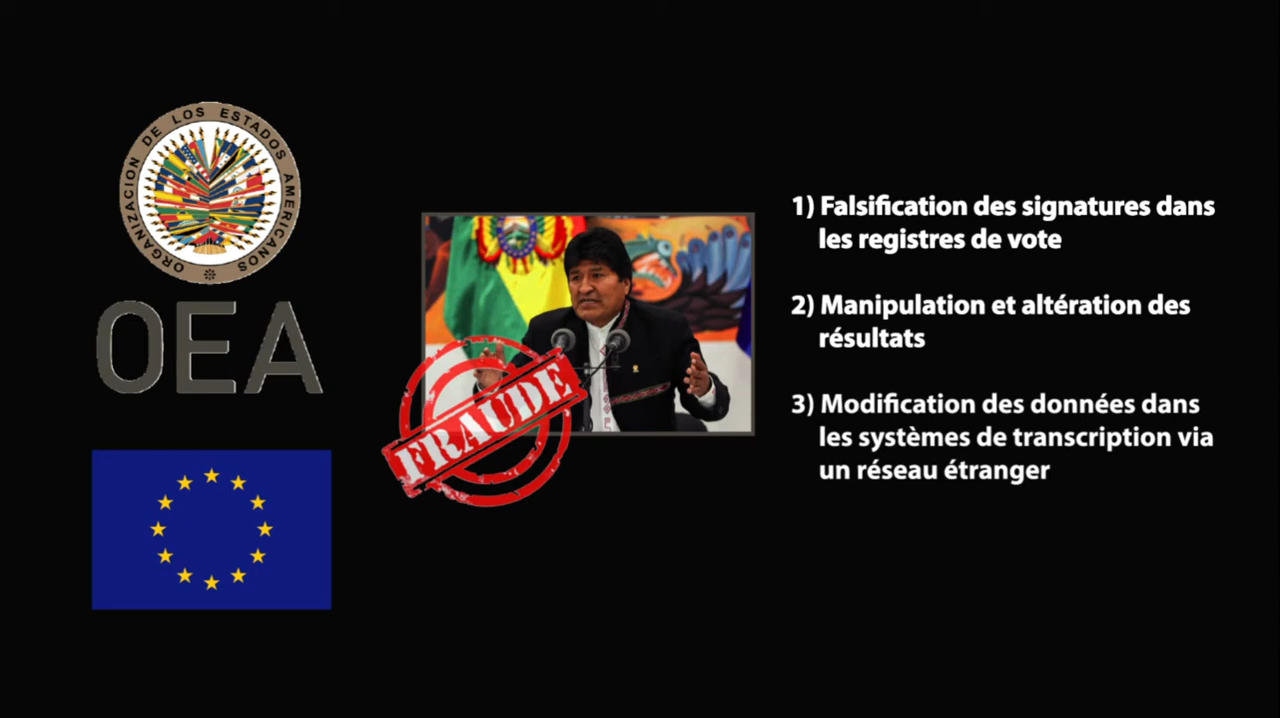 ORGANIZACION DE LOS ESTADOS AMERICANOS
OEA
FRAUDE
1) Falsification des signatures dans
les registres de vote
2) Manipulation et altération des
résultats
3) Modification des données dans
les systèmes de transcription via
un réseau étranger